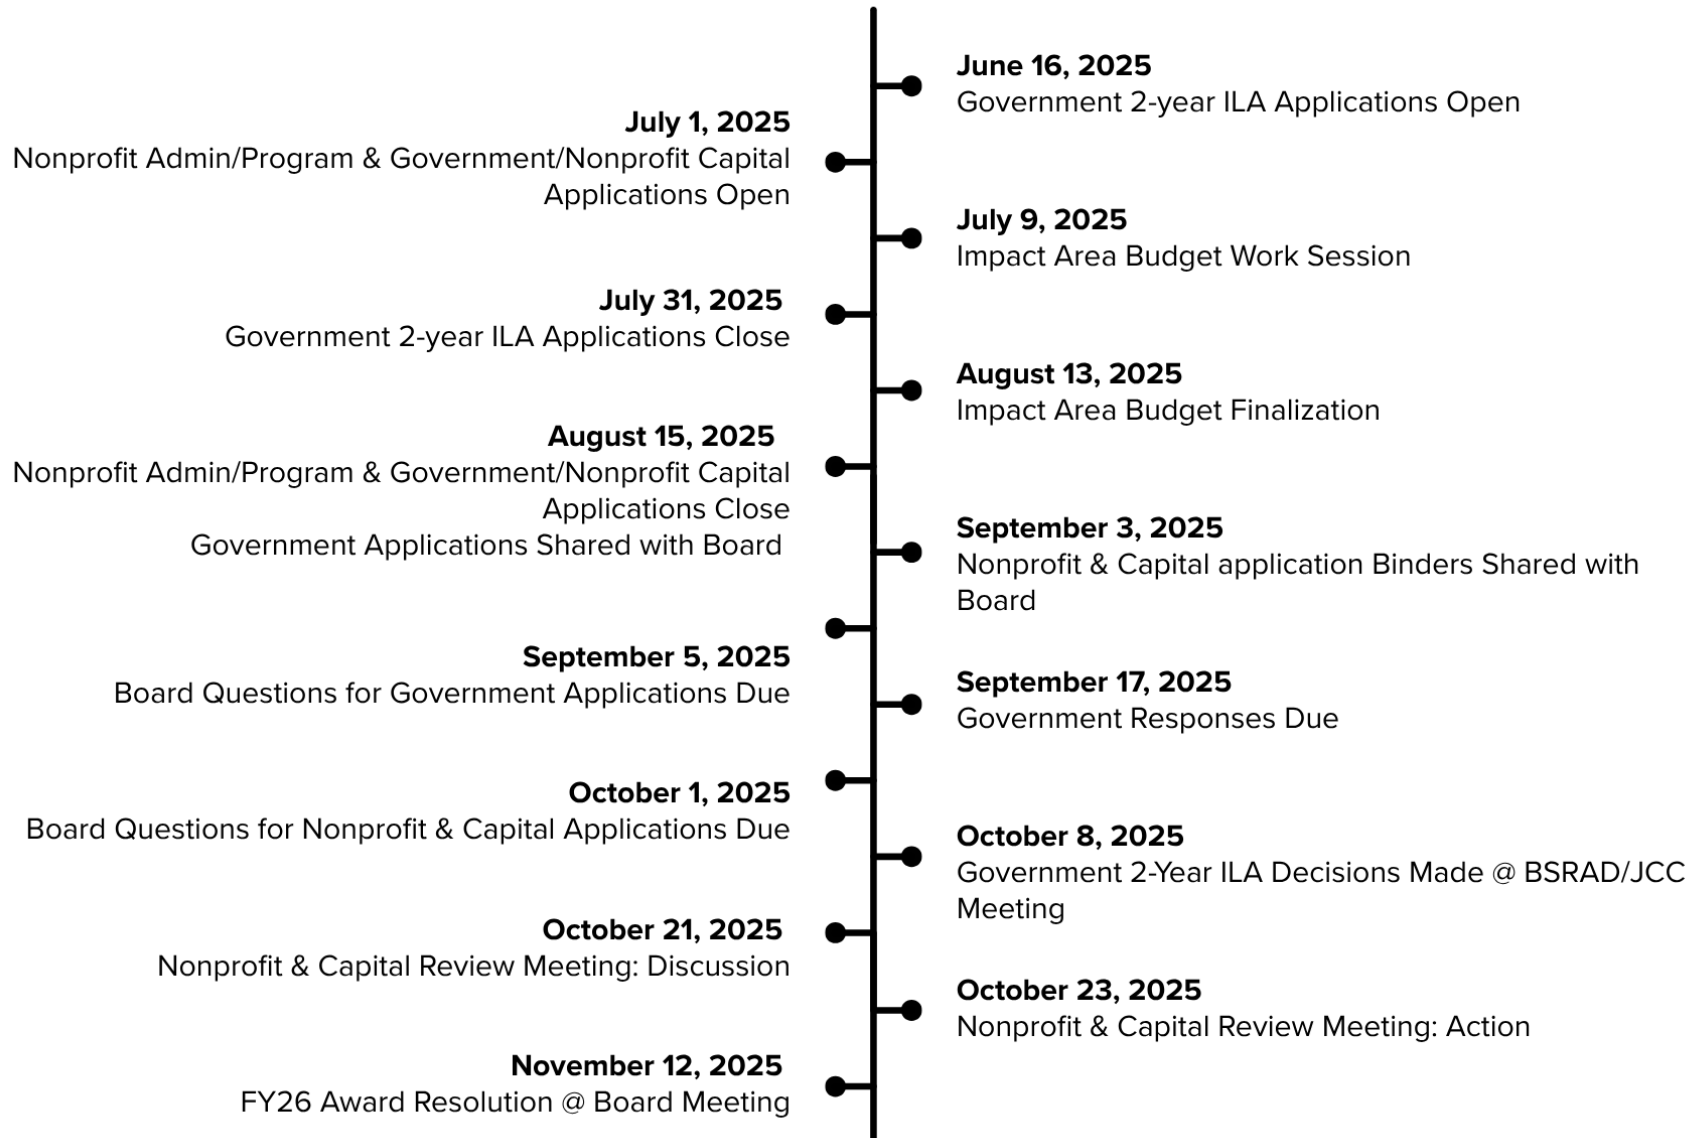 June 16, 2025
Government 2-year ILA Applications Open
July 1, 2025
Nonprofit Admin/Program & Government/Nonprofit Capital
Applications Open
July 9, 2025
Impact Area Budget Work Session
July 31, 2025
Government 2-year ILA Applications Close
August 13, 2025
Impact Area Budget Finalization
August 15, 2025
Nonprofit Admin/Program & Government/Nonprofit Capital
Applications Close
Government Applications Shared with Board
September 3, 2025
Nonprofit & Capital application Binders Shared with
Board
September 5, 2025
Board Questions for Government Applications Due
September 17, 2025
Government Responses Due
October 1, 2025
Board Questions for Nonprofit & Capital Applications Due
October 8, 2025
Government 2-Year ILA Decisions Made @ BSRAD/JCC
Meeting
October 21, 2025
Nonprofit & Capital Review Meeting: Discussion
October 23, 2025
Nonprofit & Capital Review Meeting: Action
November 12, 2025
FY26 Award Resolution @ Board Meeting